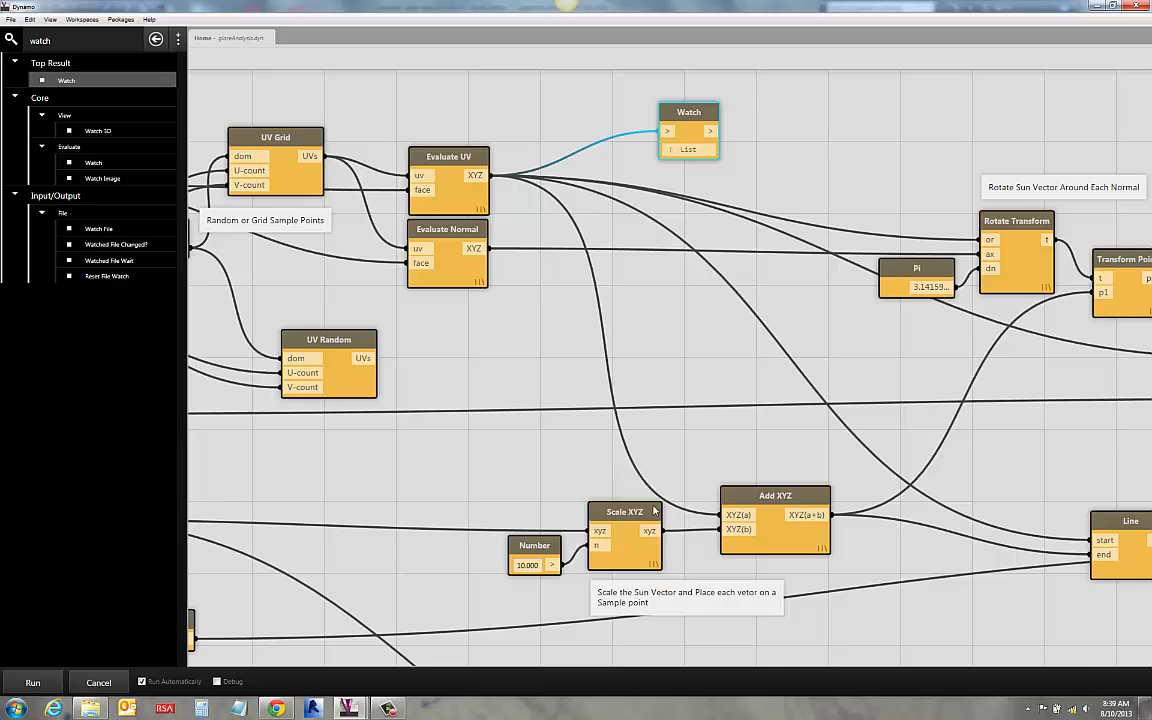 Dynamo
File Edit View Workspaces Packages Help
watch
Home - glareAnalysis.dyn
Top Result
Watch
Core
View
Watch 3D
Evaluate
Watch
Watch Image
Input/Output
File
Watch File
Watched File Changed?
Watched File Wait
Reset File Watch
UV Grid
dom UVs
U-count
V-count
Random or Grid Sample Points
Evaluate UV
uv XYZ
face
Evaluate Normal
uv XYZ
face
Watch
> >
List
Rotate Sun Vector Around Each Normal
Rotate Transform
or t
ax
dn
Pi
3.14159...
Transform Poi
t p
p1
UV Random
dom UVs
U-count
V-count
Scale XYZ
xyz xyz
n
Number
10.000 >
Add XYZ
XYZ(a) XYZ(a+b)
XYZ(b)
Line
start
end
Scale the Sun Vector and Place each vetor on a
Sample point
Run Cancel Run Automatically Debug
RSA
8:39 AM
8/10/2013